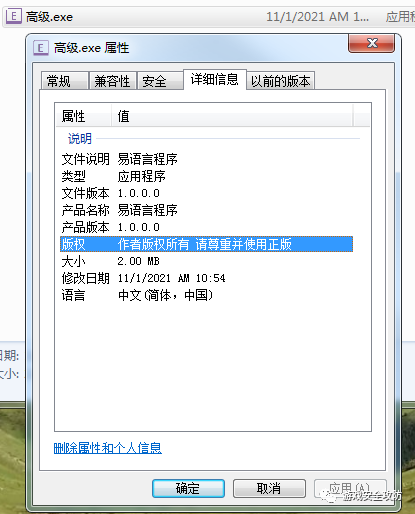 高级.exe 11/1/2021 AM 1... 应用程
高级.exe 属性
常规 兼容性 安全 详细信息 以前的版本
属性 值
说明
文件说明 易语言程序
类型 应用程序
文件版本 1.0.0.0
产品名称 易语言程序
产品版本 1.0.0.0
版权 作者版权所有 请尊重并使用正版
大小 2.00 MB
修改日期 11/1/2021 AM 10:54
语言 中文(简体，中国)
日期:
大小:
删除属性和个人信息
确定 取消 应用(A)
游戏安全攻防